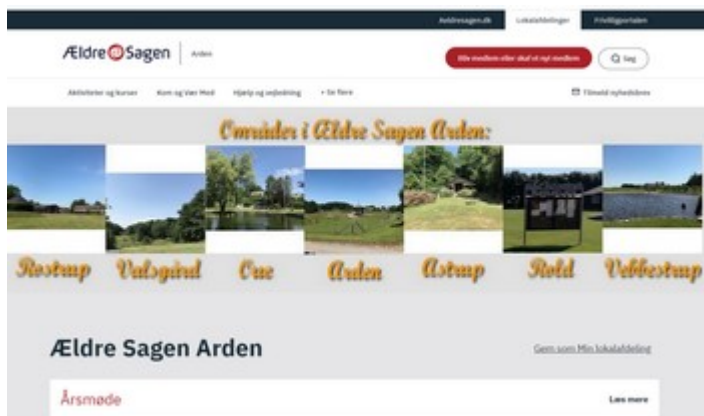 Aeldresagen.dk Lokalafdelinger Frivilligportalen
Ældre Sagen Arden
Bliv medlem eller skaf et nyt medlem Søg
Aktiviteter og kurser Kom og Vær Med Hjælp og vejledning + Se flere Tilmeld nyhedsbrev
Områder i Ældre Sagen Arden:
Rostrup Valsgård Oue Arden Astrup Rold Vebbestrup
Ældre Sagen Arden Gem som Min lokalafdeling
Årsmøde Læs mere